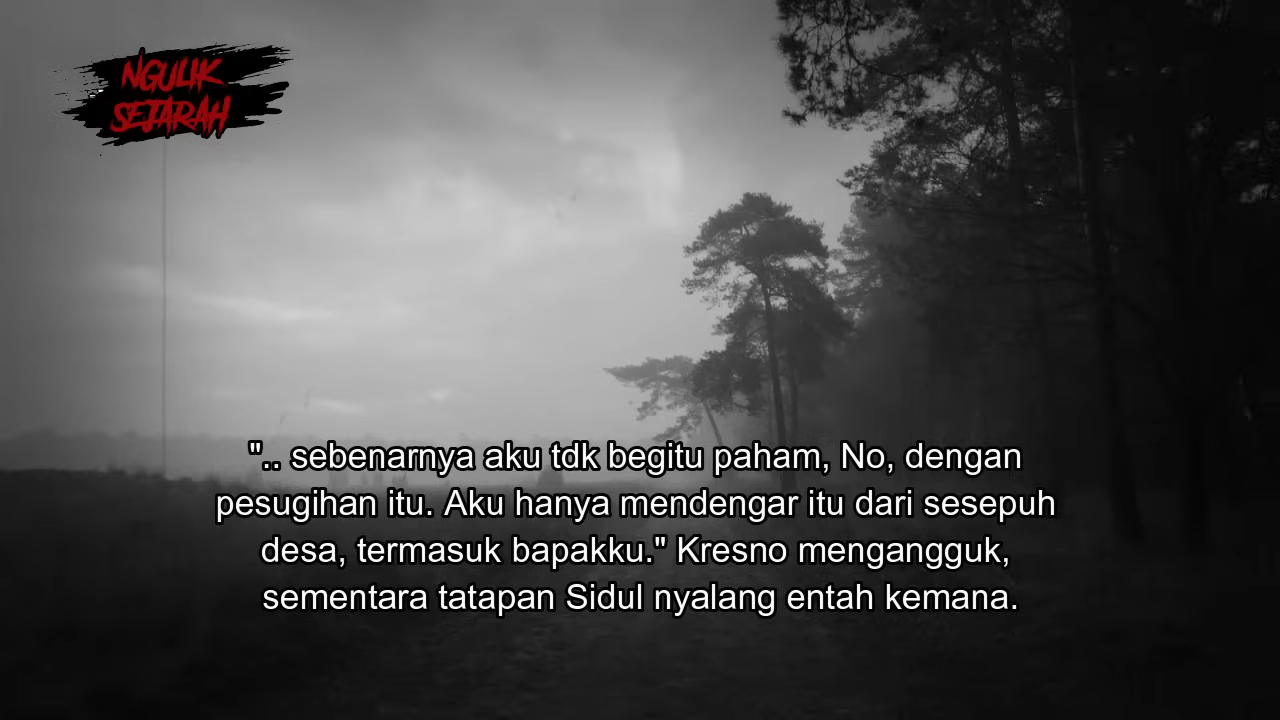 NGULIK
SEJARAH
".. sebenarnya aku tdk begitu paham, No, dengan
pesugihan itu. Aku hanya mendengar itu dari sesepuh
desa, termasuk bapakku." Kresno mengangguk,
sementara tatapan Sidul nyalang entah kemana.